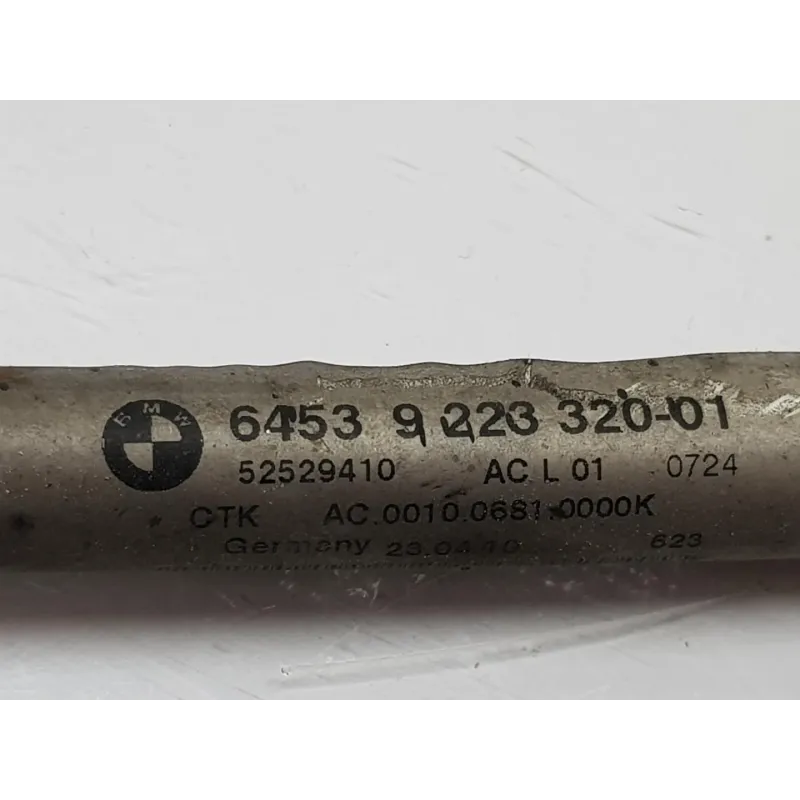 BMW 6453 9 223 320-01
52529410 AC L 01 0724
CTK AC.0010.0681.0000K
Germany 23.04.10 623